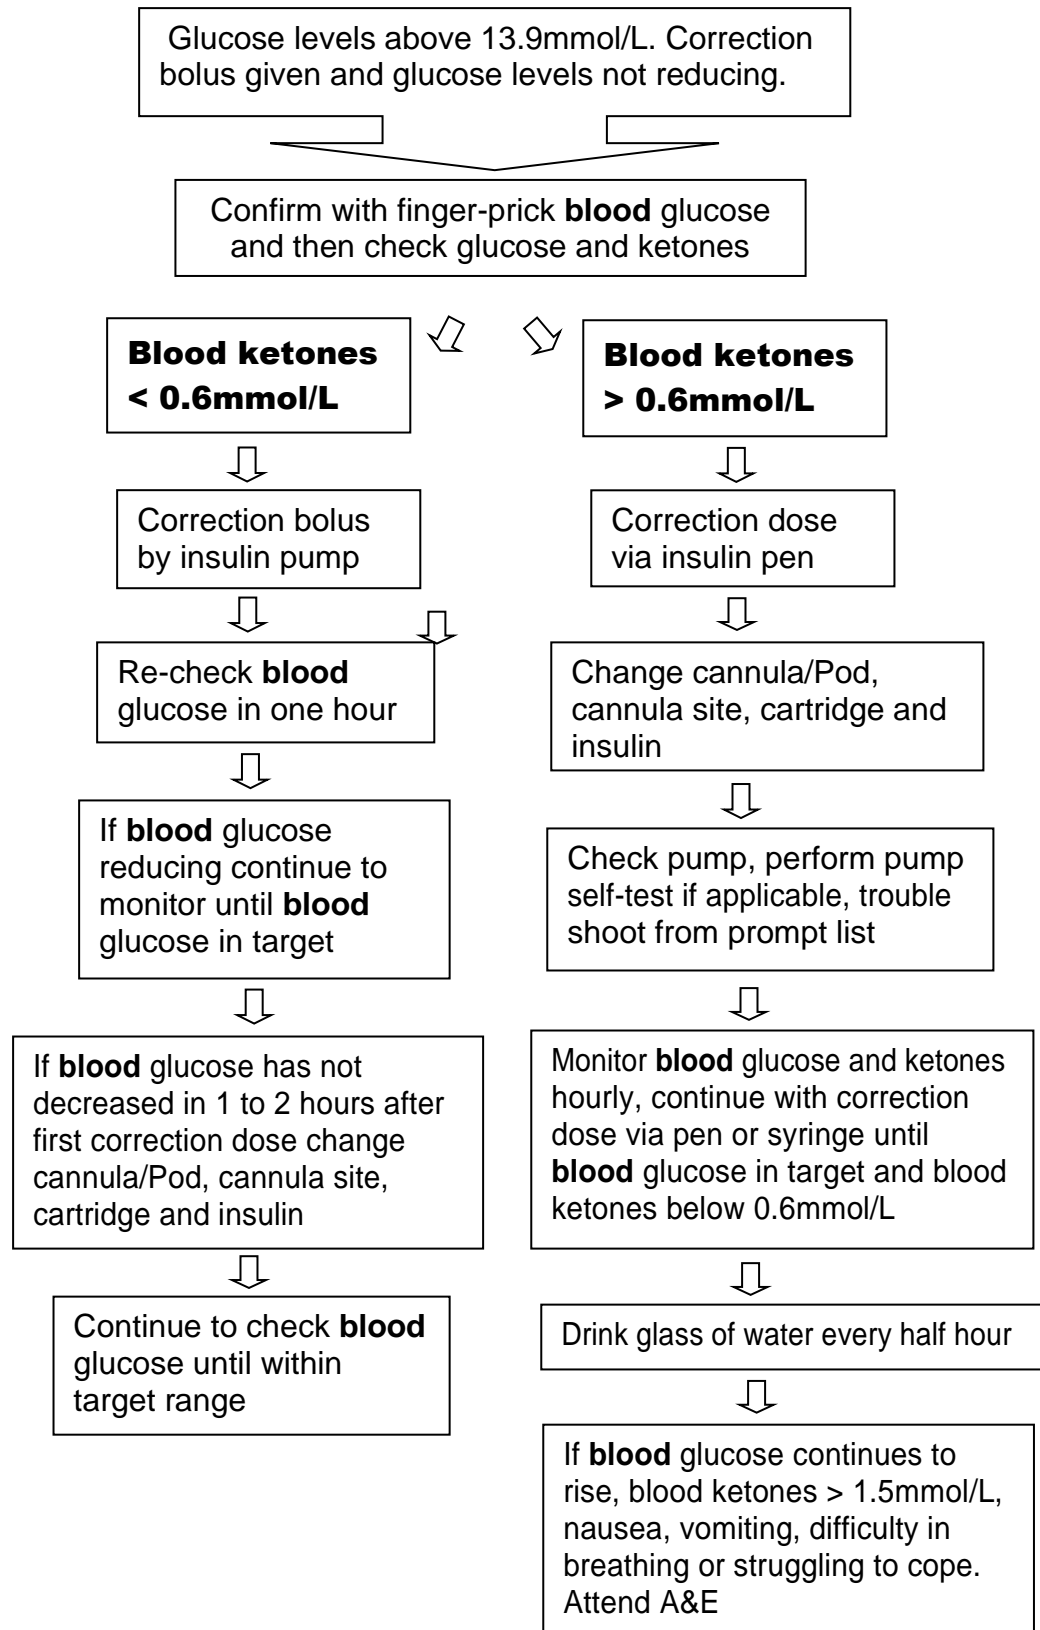 Glucose levels above 13.9mmol/L. Correction
bolus given and glucose levels not reducing.
Confirm with finger-prick blood glucose
and then check glucose and ketones
Blood ketones
< 0.6mmol/L
Correction bolus
by insulin pump
Re-check blood
glucose in one hour
If blood glucose
reducing continue to
monitor until blood
glucose in target
If blood glucose has not
decreased in 1 to 2 hours after
first correction dose change
cannula/Pod, cannula site,
cartridge and insulin
Continue to check blood
glucose until within
target range
Blood ketones
> 0.6mmol/L
Correction dose
via insulin pen
Change cannula/Pod,
cannula site, cartridge and
insulin
Check pump, perform pump
self-test if applicable, trouble
shoot from prompt list
Monitor blood glucose and ketones
hourly, continue with correction
dose via pen or syringe until
blood glucose in target and blood
ketones below 0.6mmol/L
Drink glass of water every half hour
If blood glucose continues to
rise, blood ketones > 1.5mmol/L,
nausea, vomiting, difficulty in
breathing or struggling to cope.
Attend A&E